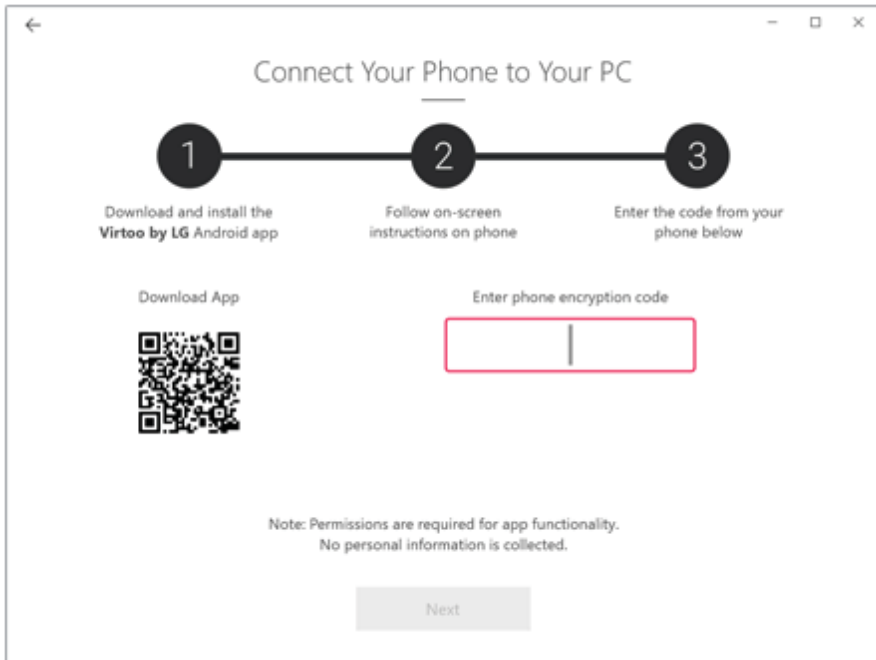 Connect Your Phone to Your PC
1
2
3
Download and install the
Virtoo by LG Android app
Follow on-screen
instructions on phone
Enter the code from your
phone below
Download App
Enter phone encryption code
Note: Permissions are required for app functionality.
No personal information is collected.
Next